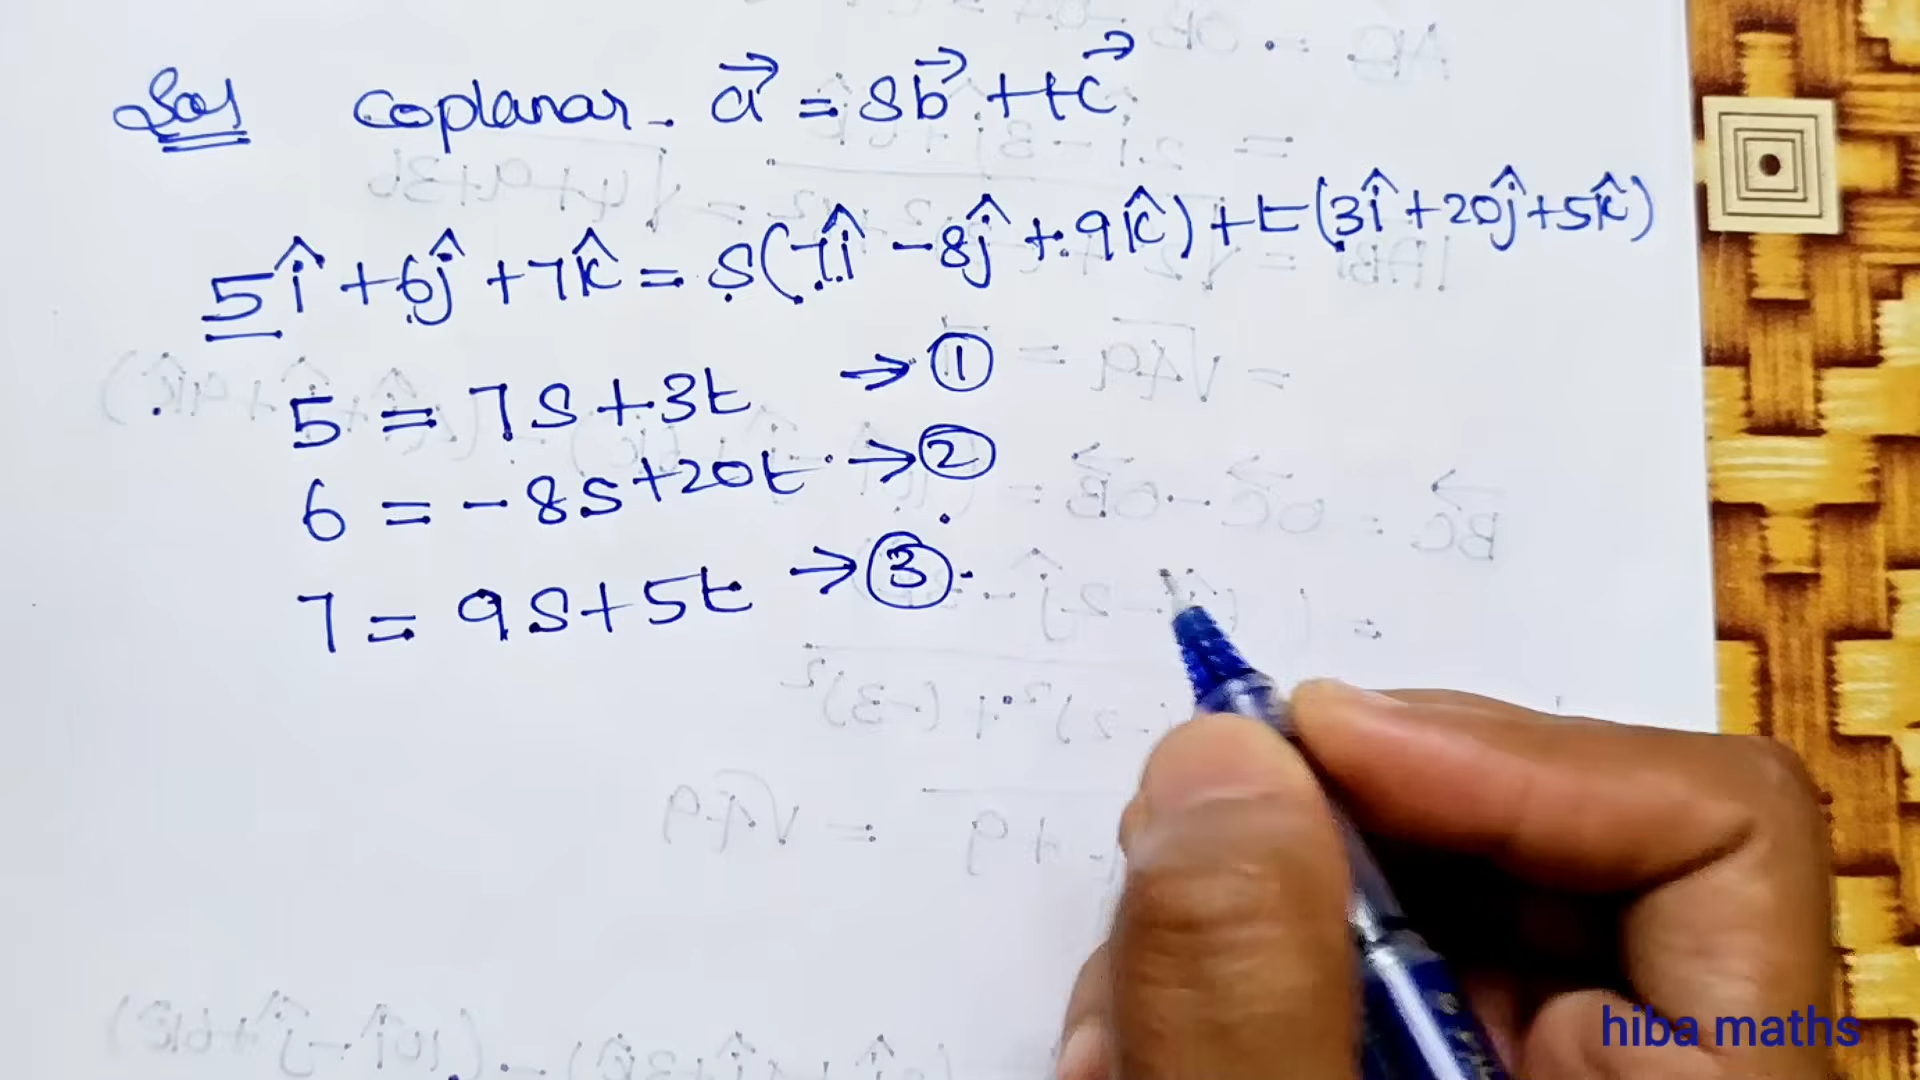 Sol coplanar. a⃗ = sb⃗ + tc⃗
5î + 6ĵ + 7k̂ = s(7î - 8ĵ + 9k̂) + t(3î + 20ĵ + 5k̂)
5 = 7s + 3t → ①
6 = -8s + 20t → ②
7 = 9s + 5t → ③
hiba maths